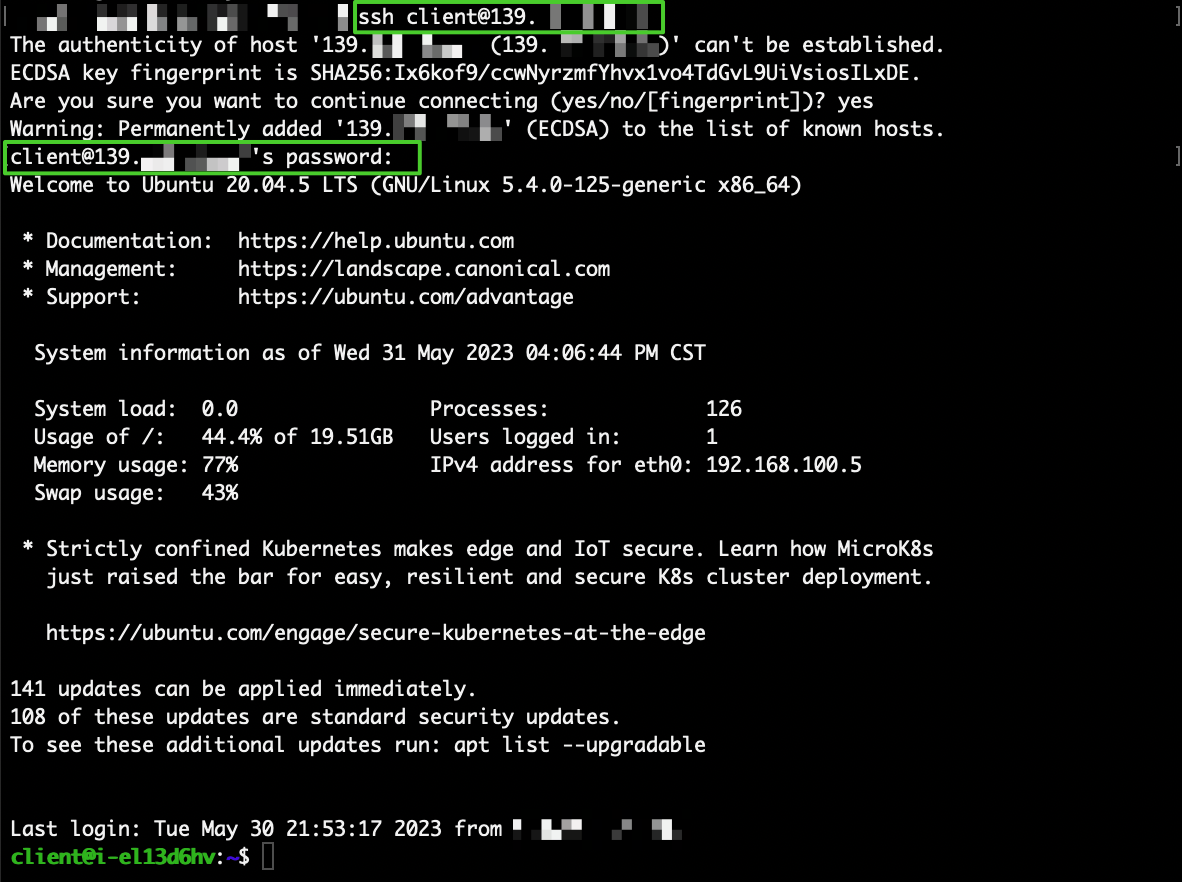 ssh client@139.
The authenticity of host '139. (139. )' can't be established.
ECDSA key fingerprint is SHA256:Ix6kof9/ccwNyrzmfYhvx1vo4TdGvL9UiVsiosILxDE.
Are you sure you want to continue connecting (yes/no/[fingerprint])? yes
Warning: Permanently added '139. ' (ECDSA) to the list of known hosts.
client@139. 's password:
Welcome to Ubuntu 20.04.5 LTS (GNU/Linux 5.4.0-125-generic x86_64)
* Documentation: https://help.ubuntu.com
* Management: https://landscape.canonical.com
* Support: https://ubuntu.com/advantage
System information as of Wed 31 May 2023 04:06:44 PM CST
System load: 0.0 Processes: 126
Usage of /: 44.4% of 19.51GB Users logged in: 1
Memory usage: 77% IPv4 address for eth0: 192.168.100.5
Swap usage: 43%
* Strictly confined Kubernetes makes edge and IoT secure. Learn how MicroK8s
just raised the bar for easy, resilient and secure K8s cluster deployment.
https://ubuntu.com/engage/secure-kubernetes-at-the-edge
141 updates can be applied immediately.
108 of these updates are standard security updates.
To see these additional updates run: apt list --upgradable
Last login: Tue May 30 21:53:17 2023 from
client@i-el13d6hv:~$